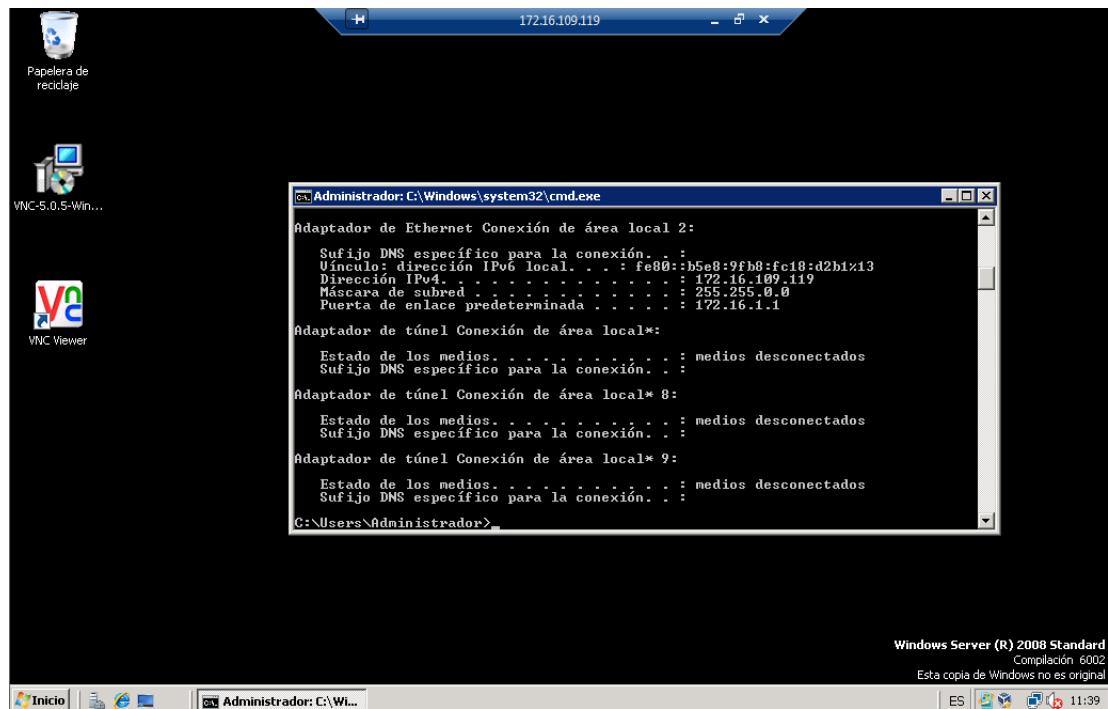 172.16.109.119
Papelera de
reciclaje
VNC-5.0.5-Win...
VNC Viewer
Administrador: C:\Windows\system32\cmd.exe
Adaptador de Ethernet Conexión de área local 2:
Sufijo DNS específico para la conexión. . :
Vínculo: dirección IPv6 local. . . : fe80::b5e8:9fb8:fc18:d2b1%13
Dirección IPv4. . . . . . . . . . . . . . : 172.16.109.119
Máscara de subred . . . . . . . . . . . . : 255.255.0.0
Puerta de enlace predeterminada . . . . . : 172.16.1.1
Adaptador de túnel Conexión de área local*:
Estado de los medios. . . . . . . . . . . : medios desconectados
Sufijo DNS específico para la conexión. . :
Adaptador de túnel Conexión de área local* 8:
Estado de los medios. . . . . . . . . . . : medios desconectados
Sufijo DNS específico para la conexión. . :
Adaptador de túnel Conexión de área local* 9:
Estado de los medios. . . . . . . . . . . : medios desconectados
Sufijo DNS específico para la conexión. . :
C:\Users\Administrador>_
Windows Server (R) 2008 Standard
Compilación 6002
Esta copia de Windows no es original
Inicio
Administrador: C:\Wi...
ES
11:39